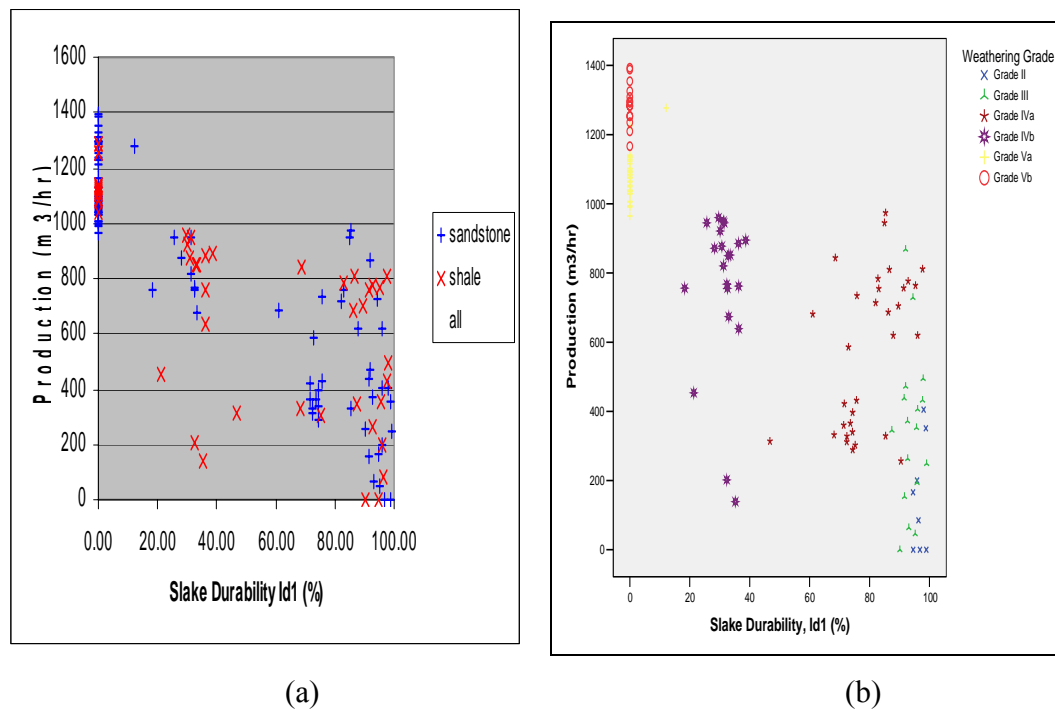 1600
1400
1200
1000
800
600
400
200
0
Production (m3/hr)
0.00 20.00 40.00 60.00 80.00 100.00
Slake Durability Id1 (%)
sandstone
shale
all
(a)
1400
1200
1000
800
600
400
200
0
Production (m3/hr)
0 20 40 60 80 100
Slake Durability, Id1 (%)
Weathering Grade
Grade II
Grade III
Grade IVa
Grade IVb
Grade Va
Grade Vb
(b)